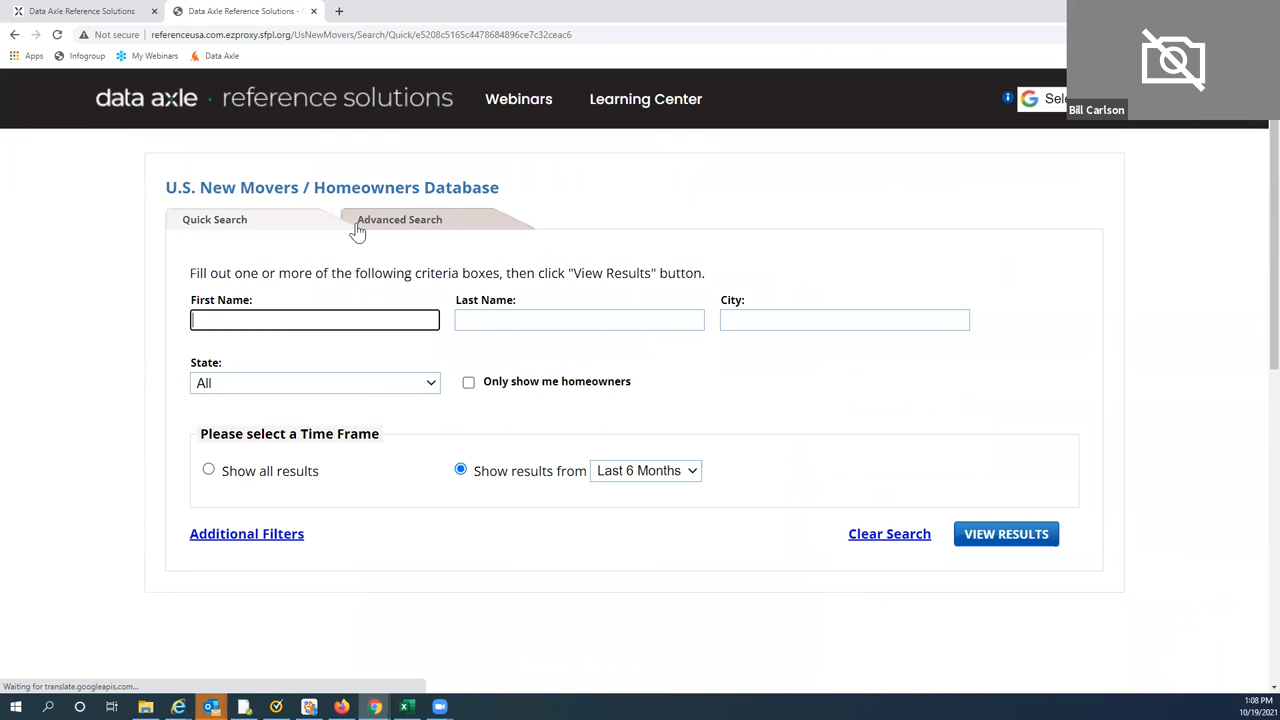 Data Axle Reference Solutions
Data Axle Reference Solutions -
Not secure
referenceusa.com.ezproxy.sfpl.org/UsNewMovers/Search/Quick/e5208c5165c4478684896ce7c32ceac6
Apps Infogroup My Webinars Data Axle
data axle · reference solutions
Webinars
Learning Center
Sele
Bill Carlson
U.S. New Movers / Homeowners Database
Quick Search
Advanced Search
Fill out one or more of the following criteria boxes, then click "View Results" button.
First Name: Last Name: City:
State:
All
Only show me homeowners
Please select a Time Frame
Show all results
Show results from Last 6 Months
Additional Filters
Clear Search
VIEW RESULTS
Waiting for translate.googleapis.com...
1:08 PM
10/19/2021